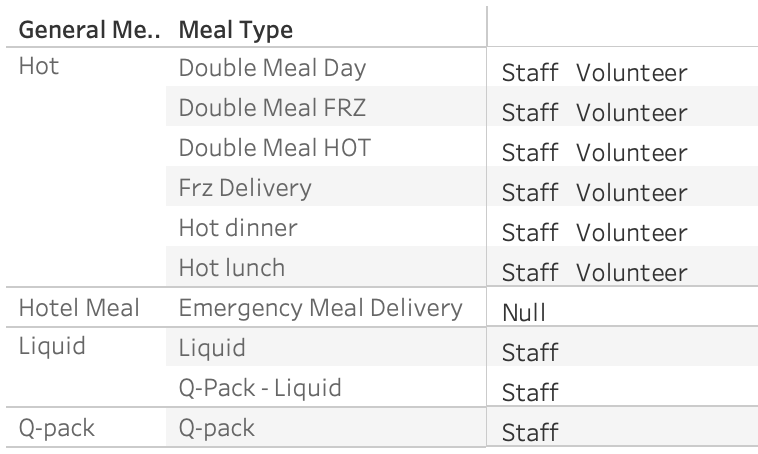 General Me.. Meal Type
Hot Double Meal Day Staff Volunteer
Double Meal FRZ Staff Volunteer
Double Meal HOT Staff Volunteer
Frz Delivery Staff Volunteer
Hot dinner Staff Volunteer
Hot lunch Staff Volunteer
Hotel Meal Emergency Meal Delivery Null
Liquid Liquid Staff
Q-Pack - Liquid Staff
Q-pack Q-pack Staff